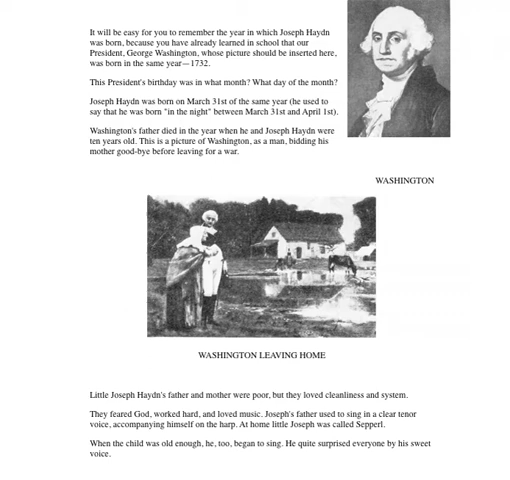 It will be easy for you to remember the year in which Joseph Haydn
was born, because you have already learned in school that our
President, George Washington, whose picture should be inserted here,
was born in the same year—1732.
This President's birthday was in what month? What day of the month?
Joseph Haydn was born on March 31st of the same year (he used to
say that he was born "in the night" between March 31st and April 1st).
Washington's father died in the year when he and Joseph Haydn were
ten years old. This is a picture of Washington, as a man, bidding his
mother good-bye before leaving for a war.
WASHINGTON
WASHINGTON LEAVING HOME
Little Joseph Haydn's father and mother were poor, but they loved cleanliness and system.
They feared God, worked hard, and loved music. Joseph's father used to sing in a clear tenor
voice, accompanying himself on the harp. At home little Joseph was called Sepperl.
When the child was old enough, he, too, began to sing. He quite surprised everyone by his sweet
voice.